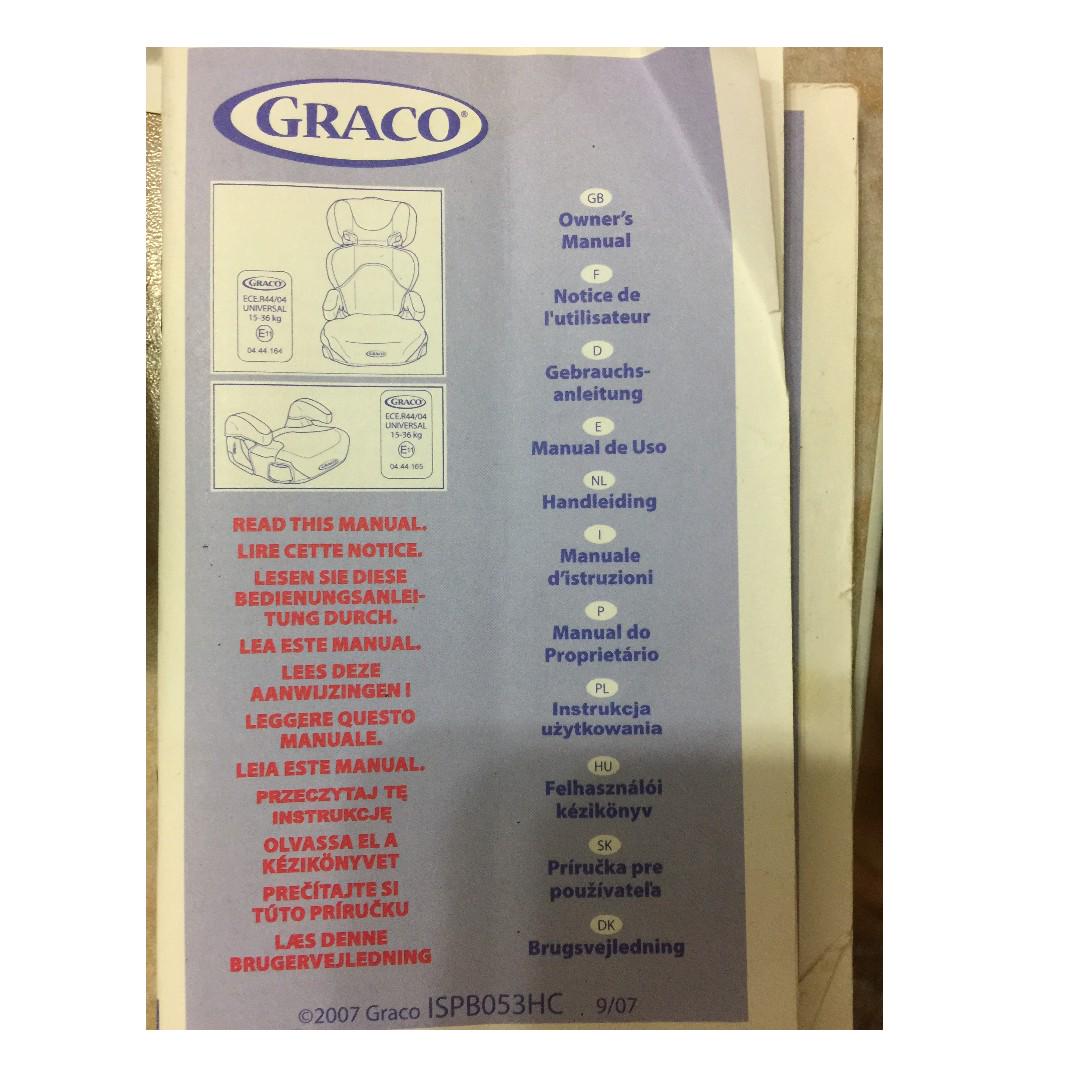 GRACO®
GRACO
ECE.R44/04
UNIVERSAL
15-36 kg
E11
04 44 164
GRACO
GRACO
ECE.R44/04
UNIVERSAL
15-36 kg
E11
04 44 165
GRACO
READ THIS MANUAL.
LIRE CETTE NOTICE.
LESEN SIE DIESE
BEDIENUNGSANLEI-
TUNG DURCH.
LEA ESTE MANUAL.
LEES DEZE
AANWIJZINGEN !
LEGGERE QUESTO
MANUALE.
LEIA ESTE MANUAL.
PRZECZYTAJ TĘ
INSTRUKCJĘ
OLVASSA EL A
KÉZIKÖNYVET
PREČÍTAJTE SI
TÚTO PRÍRUČKU
LÆS DENNE
BRUGERVEJLEDNING
GB
Owner's
Manual
F
Notice de
l'utilisateur
D
Gebrauchs-
anleitung
E
Manual de Uso
NL
Handleiding
I
Manuale
d'istruzioni
P
Manual do
Proprietário
PL
Instrukcja
użytkowania
HU
Felhasználói
kézikönyv
SK
Príručka pre
používateľa
DK
Brugsvejledning
©2007 Graco ISPB053HC 9/07